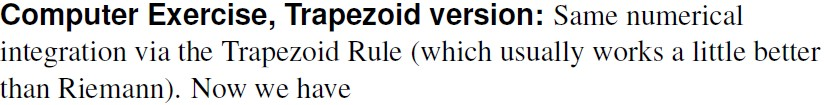 Computer Exercise, Trapezoid version: Same numerical
integration via the Trapezoid Rule (which usually works a little better
than Riemann). Now we have